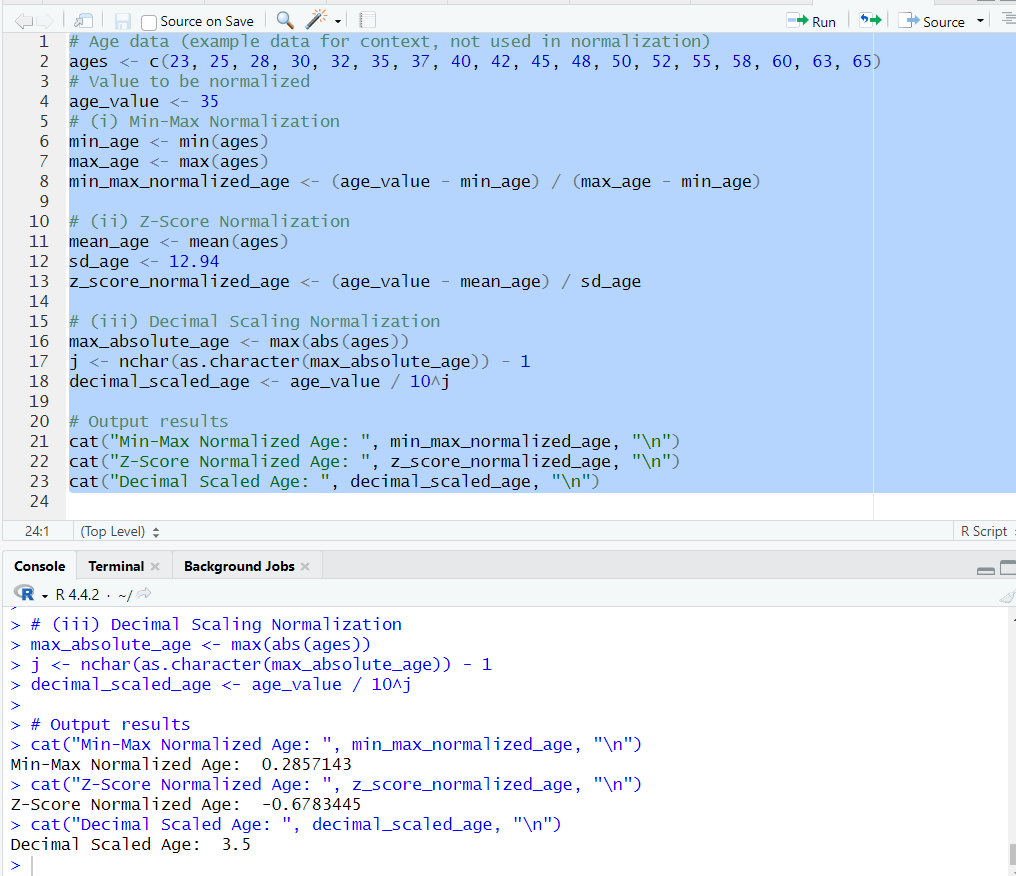 Source on Save
Run
Source
1 # Age data (example data for context, not used in normalization)
2 ages <- c(23, 25, 28, 30, 32, 35, 37, 40, 42, 45, 48, 50, 52, 55, 58, 60, 63, 65)
3 # Value to be normalized
4 age_value <- 35
5 # (i) Min-Max Normalization
6 min_age <- min(ages)
7 max_age <- max(ages)
8 min_max_normalized_age <- (age_value - min_age) / (max_age - min_age)
9
10 # (ii) Z-Score Normalization
11 mean_age <- mean(ages)
12 sd_age <- 12.94
13 z_score_normalized_age <- (age_value - mean_age) / sd_age
14
15 # (iii) Decimal Scaling Normalization
16 max_absolute_age <- max(abs(ages))
17 j <- nchar(as.character(max_absolute_age)) - 1
18 decimal_scaled_age <- age_value / 10^j
19
20 # Output results
21 cat("Min-Max Normalized Age: ", min_max_normalized_age, "\n")
22 cat("Z-Score Normalized Age: ", z_score_normalized_age, "\n")
23 cat("Decimal Scaled Age: ", decimal_scaled_age, "\n")
24
24:1 (Top Level) R Script
Console Terminal Background Jobs
R R 4.4.2 · ~/
>
> # (iii) Decimal Scaling Normalization
> max_absolute_age <- max(abs(ages))
> j <- nchar(as.character(max_absolute_age)) - 1
> decimal_scaled_age <- age_value / 10^j
>
> # Output results
> cat("Min-Max Normalized Age: ", min_max_normalized_age, "\n")
Min-Max Normalized Age:  0.2857143
> cat("Z-Score Normalized Age: ", z_score_normalized_age, "\n")
Z-Score Normalized Age:  -0.6783445
> cat("Decimal Scaled Age: ", decimal_scaled_age, "\n")
Decimal Scaled Age:  3.5
>